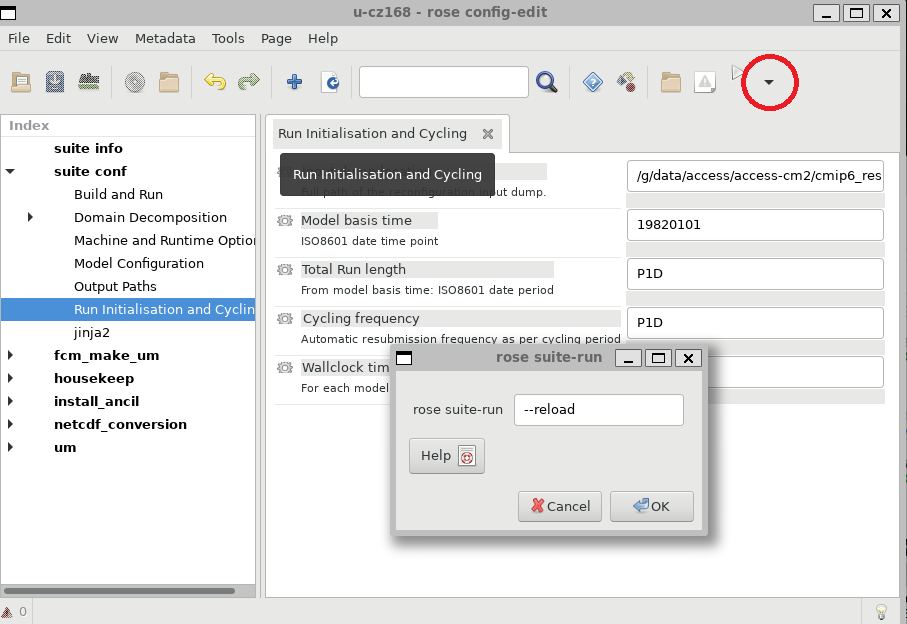 u-cz168 - rose config-edit
File Edit View Metadata Tools Page Help
Index
suite info
suite conf
Build and Run
Domain Decomposition
Machine and Runtime Optio
Model Configuration
Output Paths
Run Initialisation and Cyclin
jinja2
fcm_make_um
housekeep
install_ancil
netcdf_conversion
um
Run Initialisation and Cycling
Run Initialisation and Cycling
Full path of the reconfiguration input dump.
/g/data/access/access-cm2/cmip6_res
Model basis time
ISO8601 date time point
19820101
Total Run length
From model basis time: ISO8601 date period
P1D
Cycling frequency
Automatic resubmission frequency as per cycling period
P1D
Wallclock tim
For each model
rose suite-run
rose suite-run
--reload
Help
Cancel
OK
0